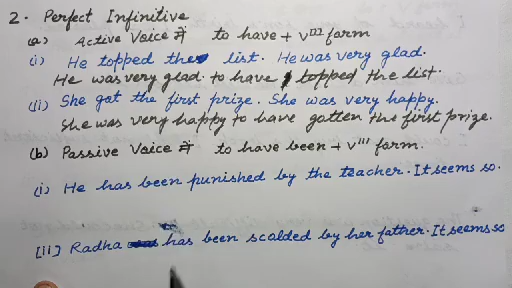 2. Perfect Infinitive
(a) Active Voice में to have + V III form
(i) He topped the list. He was very glad.
He was very glad to have topped the list.
(ii) She got the first prize. She was very happy.
She was very happy to have gotten the first prize.
(b) Passive Voice में to have been + V III form.
(i) He has been punished by the teacher. It seems so.
[ii] Radha has been scalded by her father. It seems so